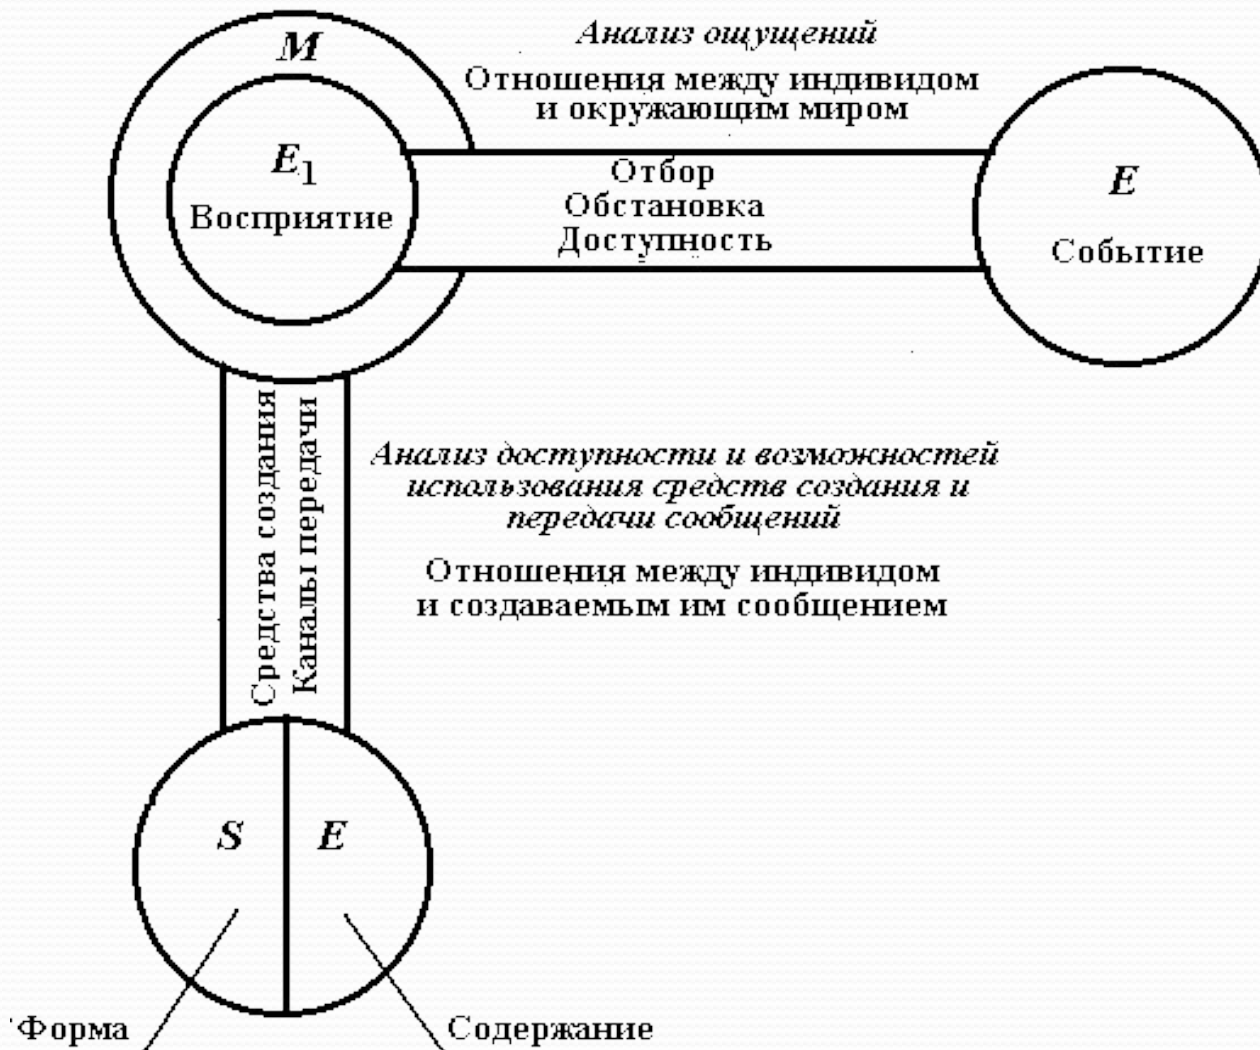 M
Анализ ощущений
Отношения между индивидом
и окружающим миром
E1
Восприятие
Отбор
Обстановка
Доступность
E
Событие
Средства создания
Каналы передачи
Анализ доступности и возможностей
использования средств создания и
передачи сообщений
Отношения между индивидом
и создаваемым им сообщением
S
E
Форма
Содержание